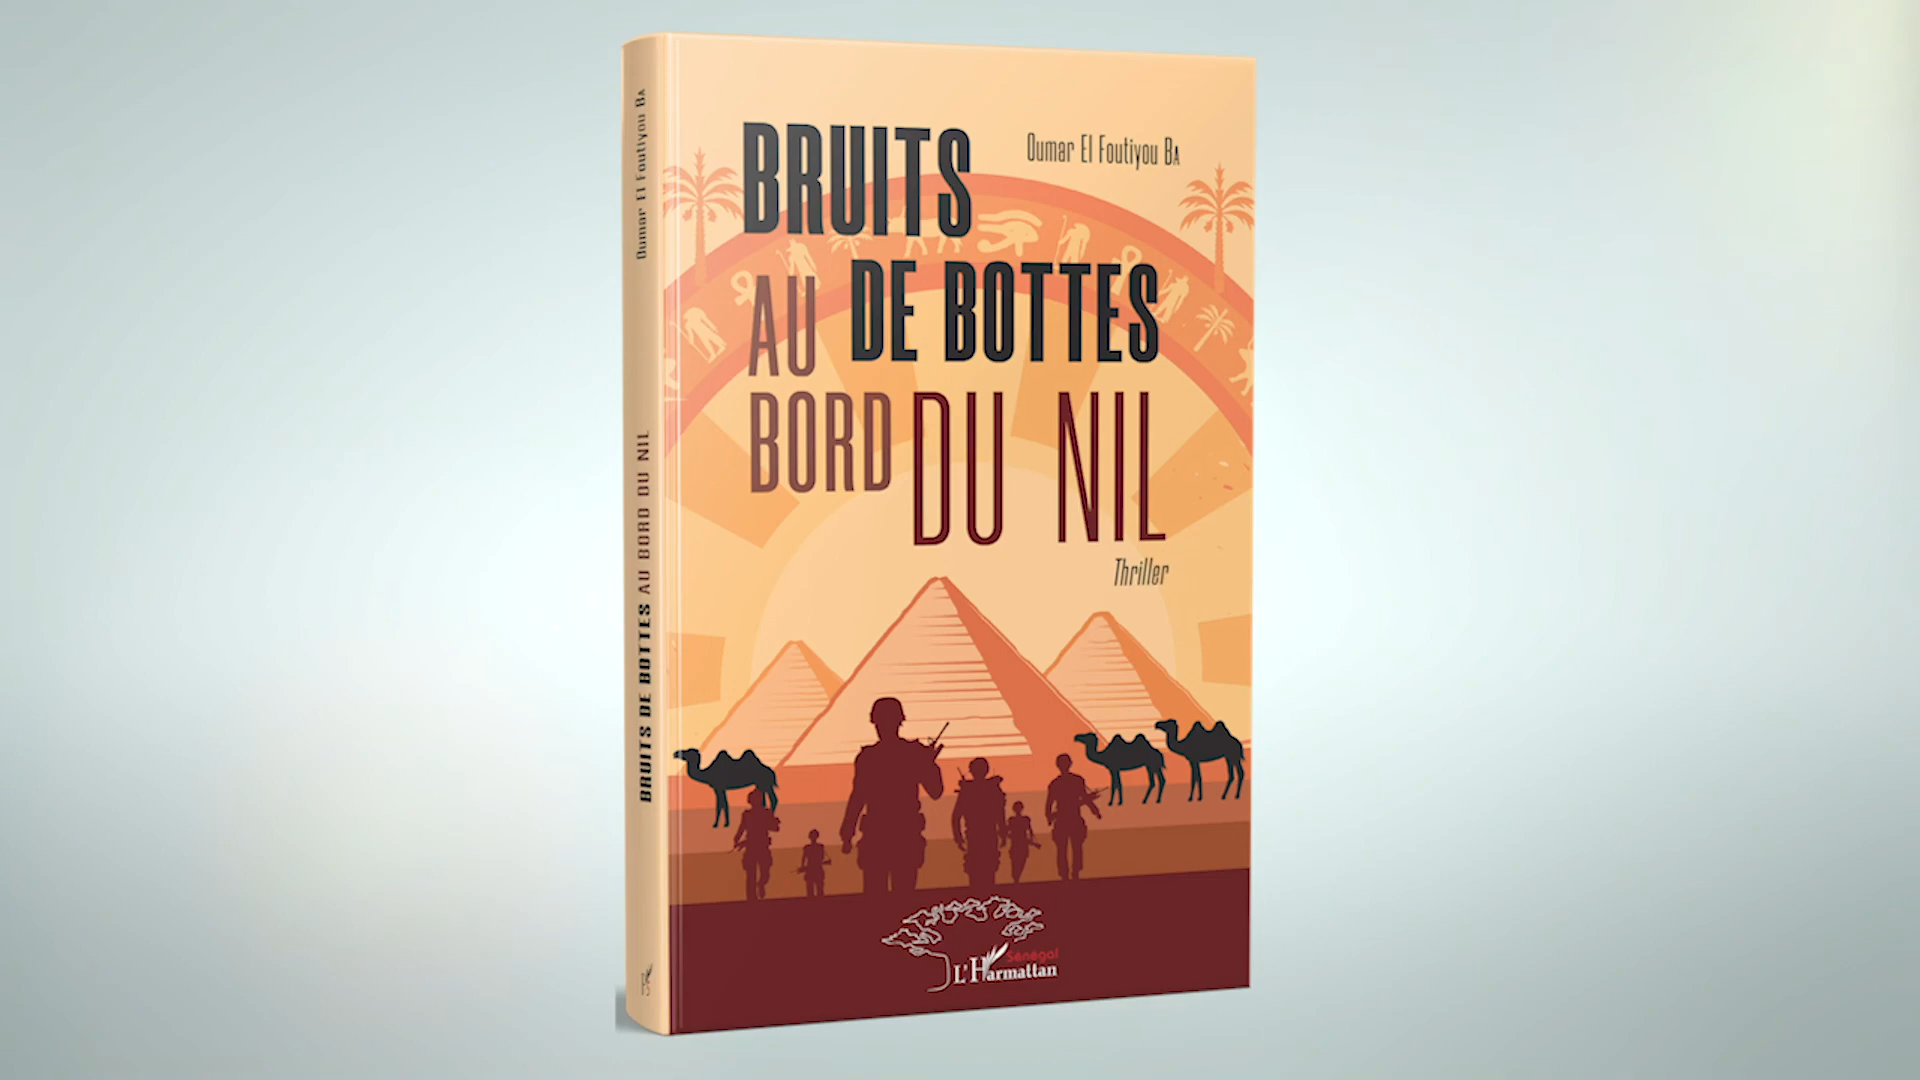 Oumar El Foutiyou BA
BRUITS DE BOTTES AU BORD DU NIL
Oumar El Foutiyou BA
BRUITS
DE BOTTES
AU
BORD DU NIL
Thriller
Sénégal
L'Harmattan